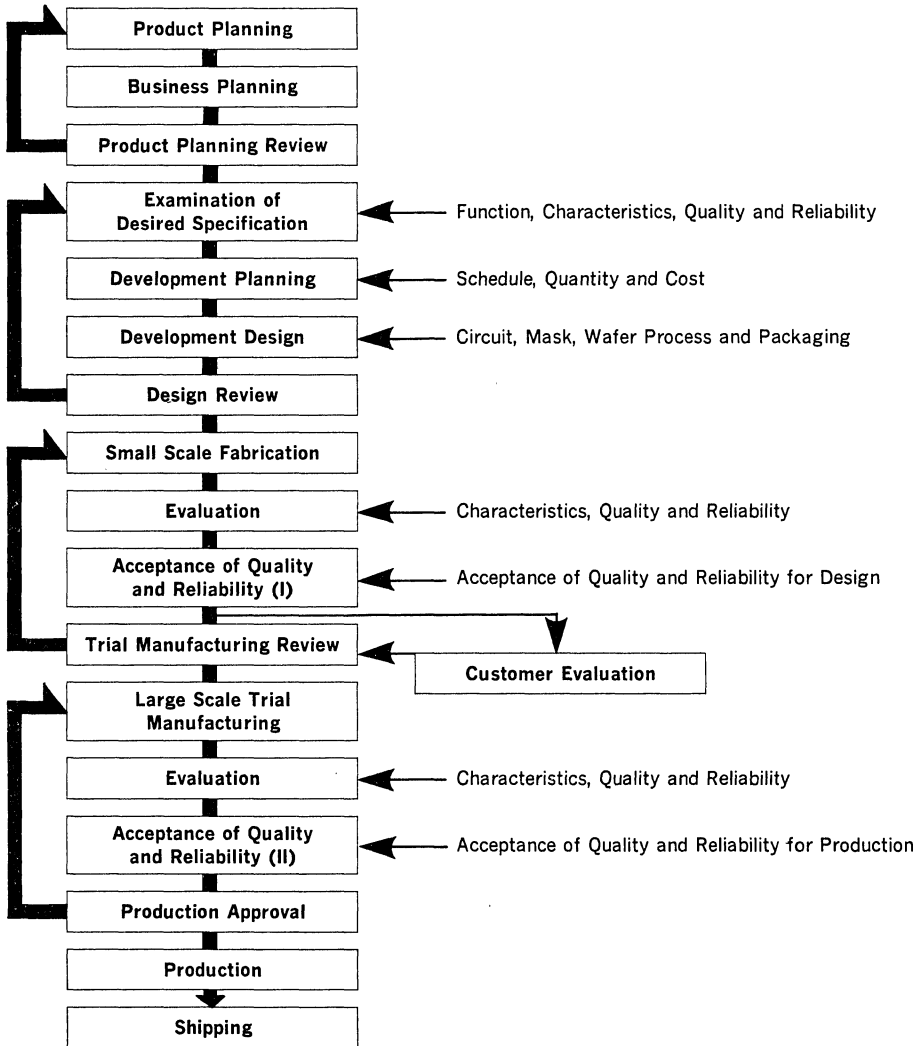 Product Planning
Business Planning
Product Planning Review
Examination of
Desired Specification
Function, Characteristics, Quality and Reliability
Development Planning
Schedule, Quantity and Cost
Development Design
Circuit, Mask, Wafer Process and Packaging
Design Review
Small Scale Fabrication
Evaluation
Characteristics, Quality and Reliability
Acceptance of Quality
and Reliability (I)
Acceptance of Quality and Reliability for Design
Trial Manufacturing Review
Customer Evaluation
Large Scale Trial
Manufacturing
Evaluation
Characteristics, Quality and Reliability
Acceptance of Quality
and Reliability (II)
Acceptance of Quality and Reliability for Production
Production Approval
Production
Shipping